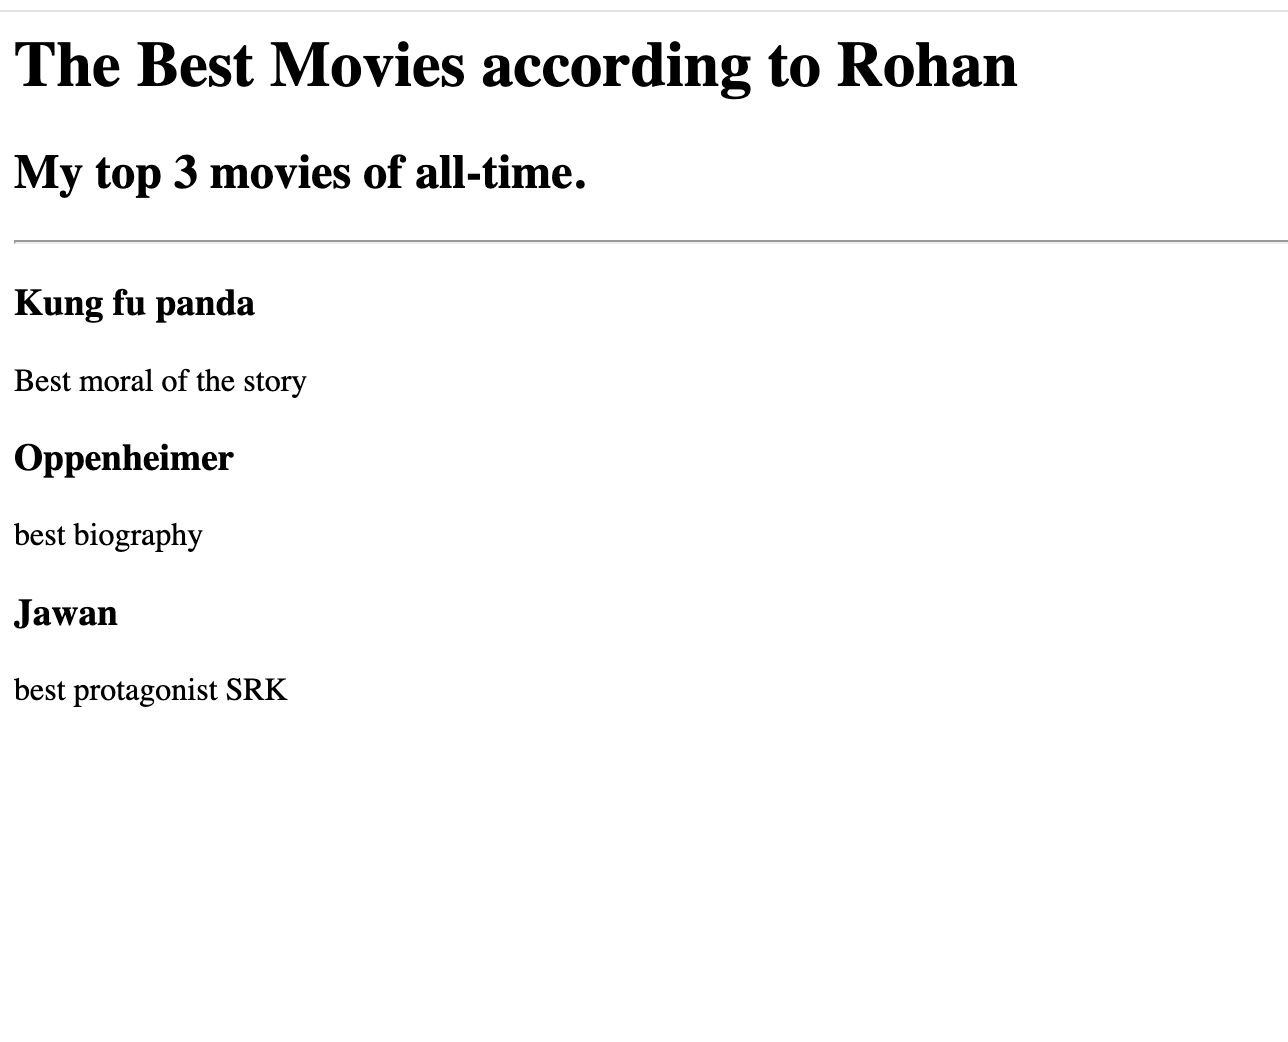 The Best Movies according to Rohan
My top 3 movies of all-time.
Kung fu panda
Best moral of the story
Oppenheimer
best biography
Jawan
best protagonist SRK